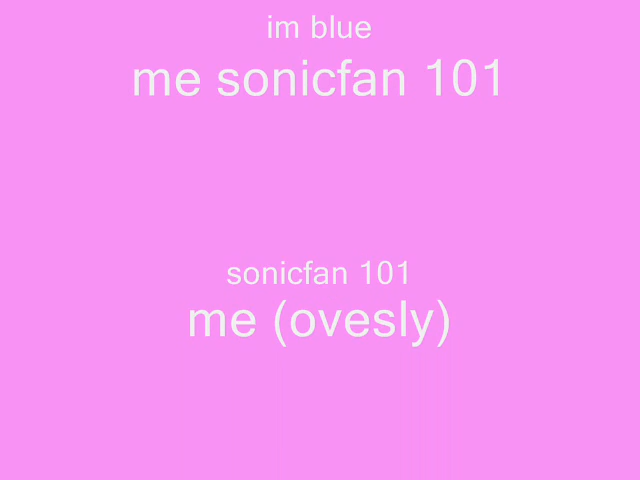 im blue
me sonicfan 101
sonicfan 101
me (ovesly)